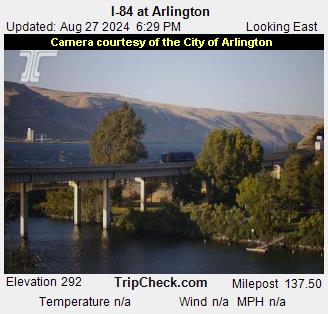 I-84 at Arlington
Updated: Aug 27 2024 6:29 PM Looking East
Camera courtesy of the City of Arlington
Elevation 292 TripCheck.com Milepost 137.50
Temperature n/a Wind n/a MPH n/a